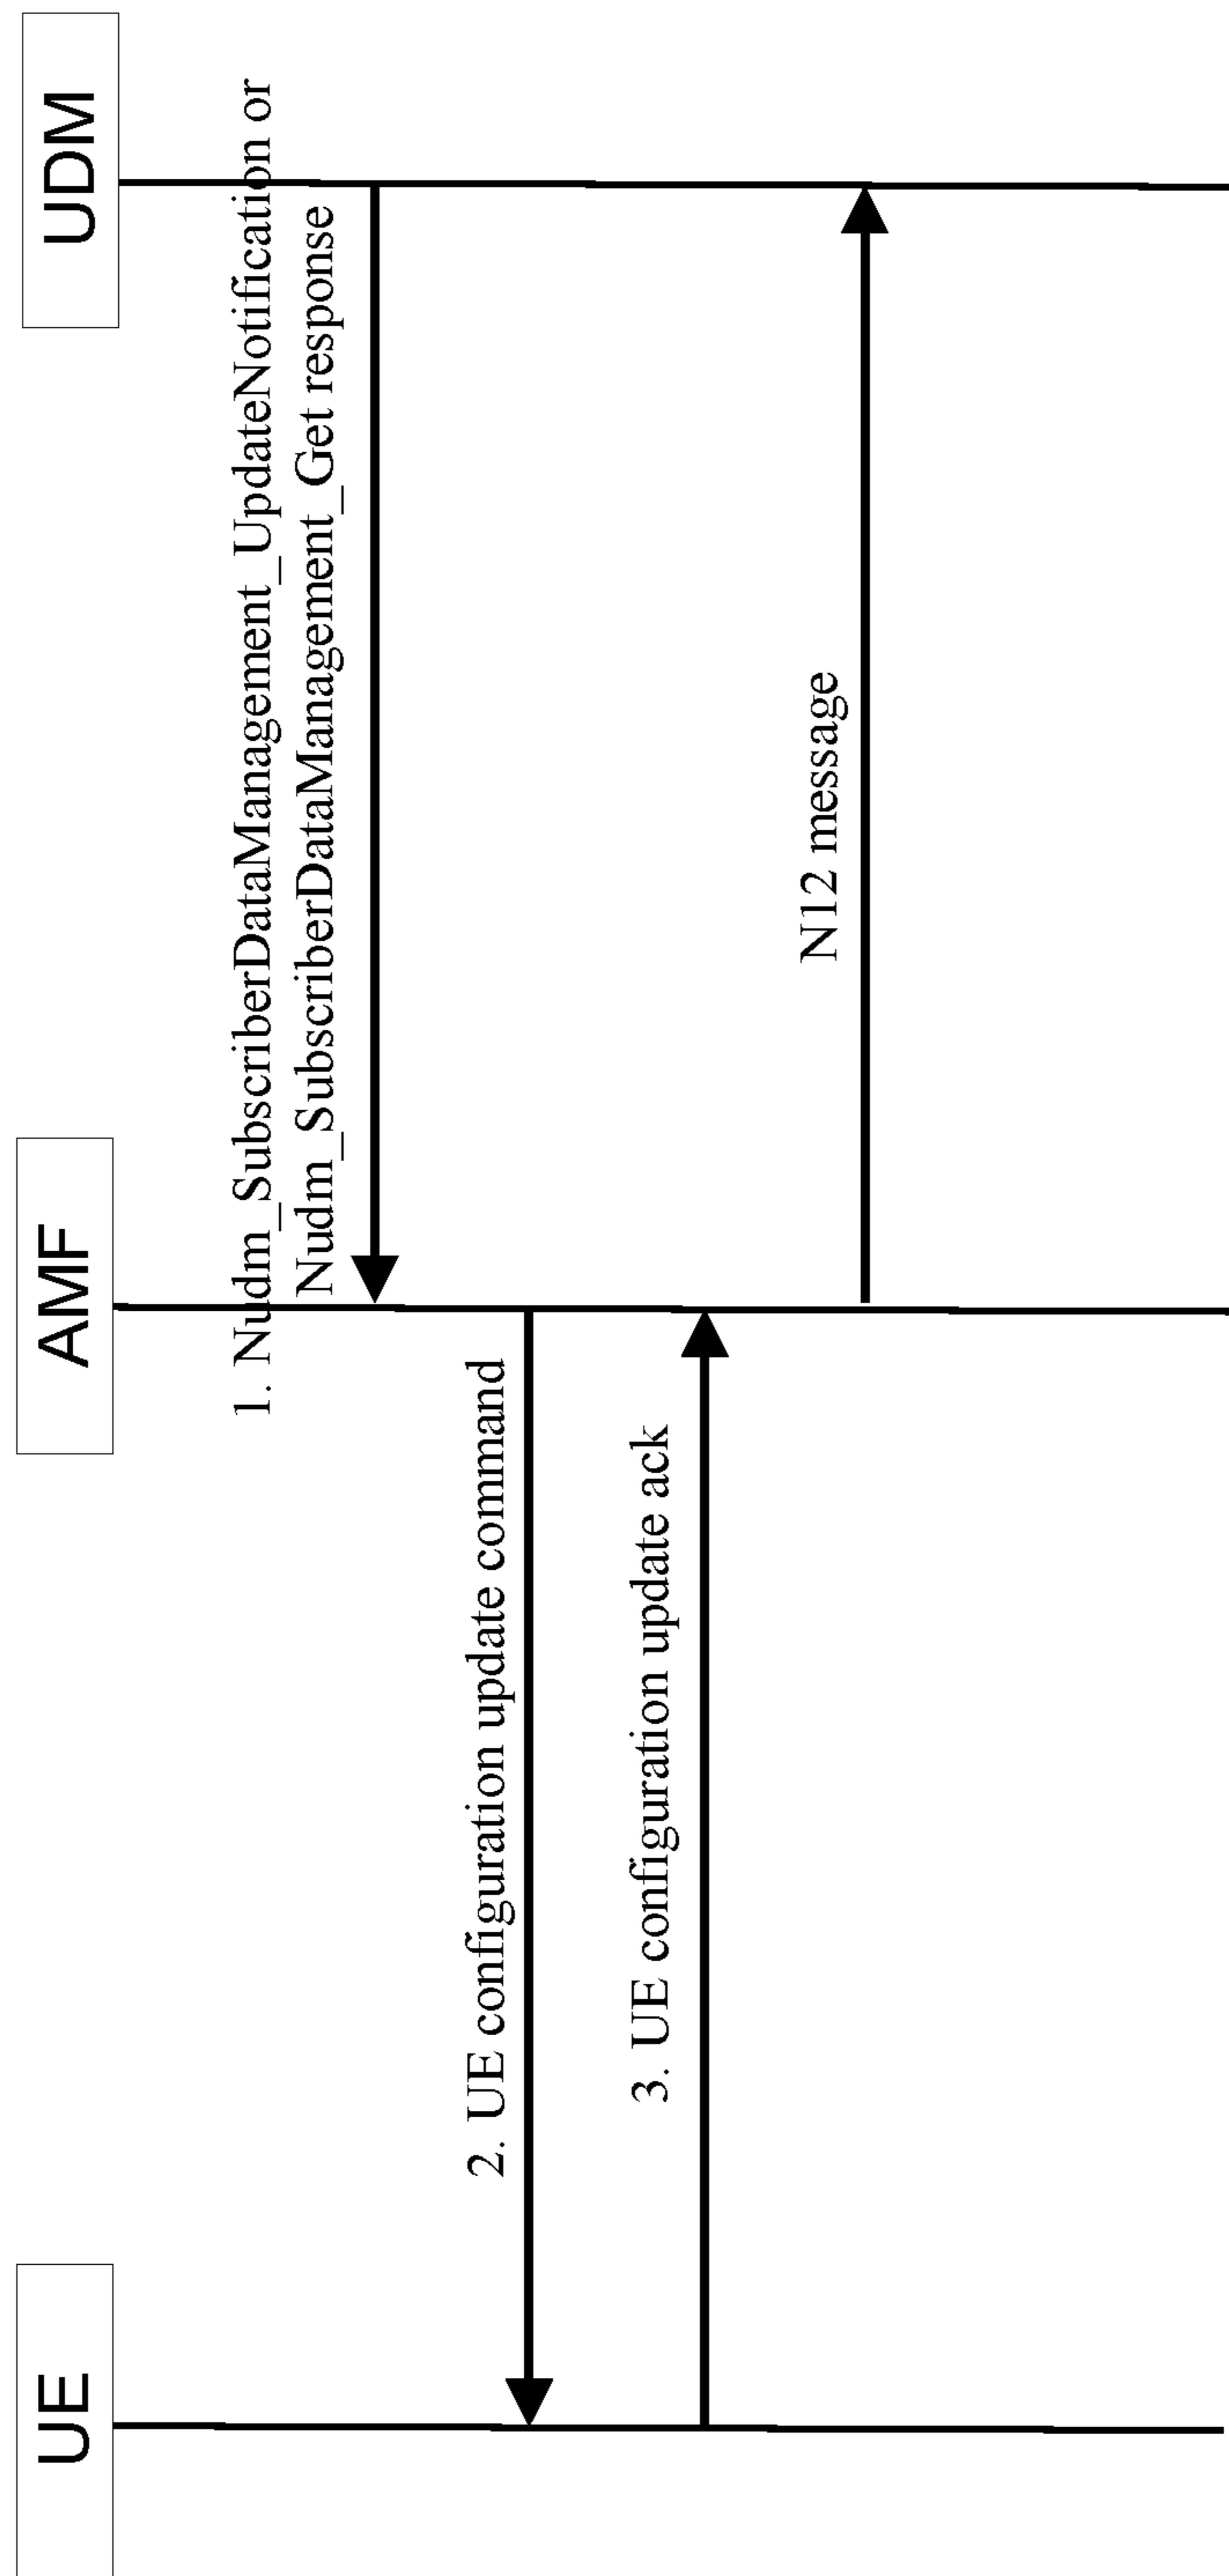 UE
AMF
UDM
1. Nudm_SubscriberDataManagement_UpdateNotification or
Nudm_SubscriberDataManagement_Get response
2. UE configuration update command
3. UE configuration update ack
N12 message